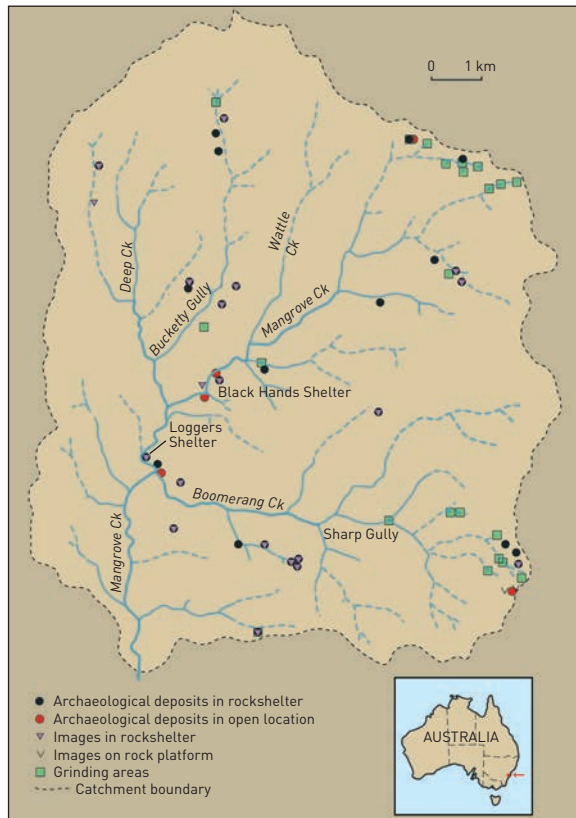 0 1 km
Wattle
Ck
Deep Ck
Bucketty Gully
Mangrove Ck
Black Hands Shelter
Loggers
Shelter
Boomerang Ck
Mangrove Ck
Sharp Gully
Archaeological deposits in rockshelter
Archaeological deposits in open location
Images in rockshelter
Images on rock platform
Grinding areas
Catchment boundary
AUSTRALIA